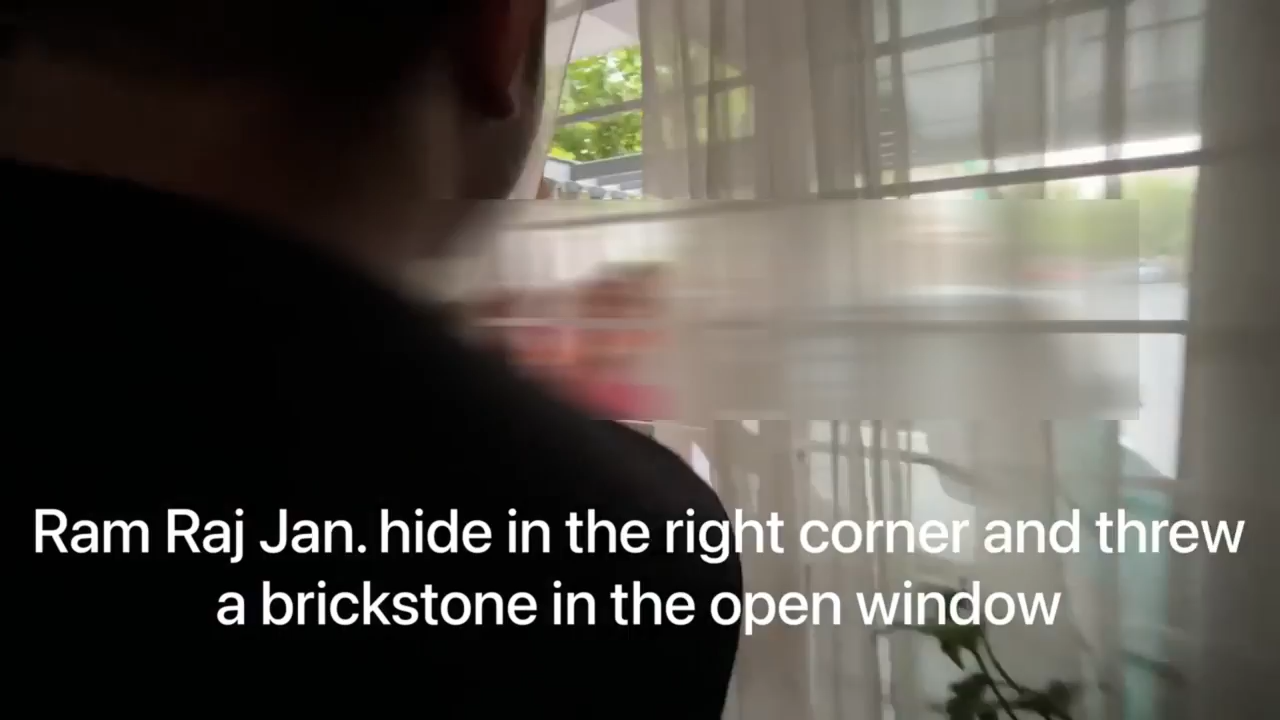 Ram Raj Jan. hide in the right corner and threw
a brickstone in the open window